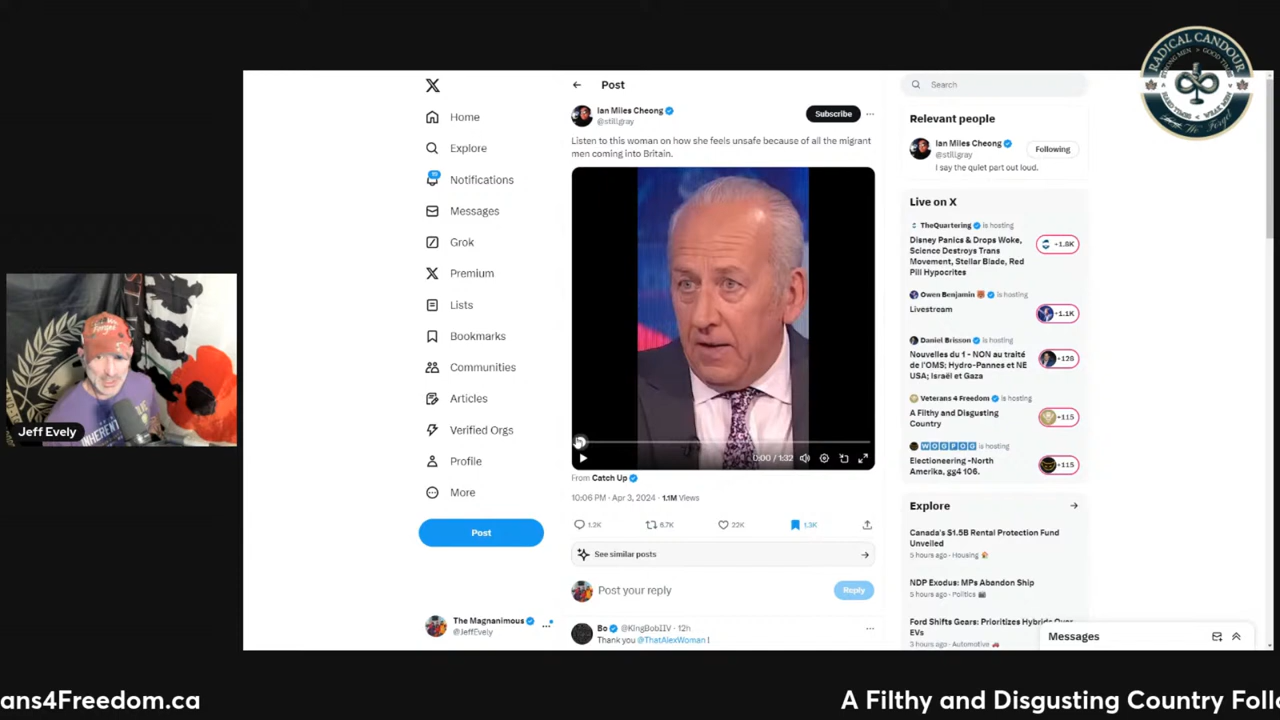 RADICAL CANDOUR
STRONG MEN > GOOD TIMES
HARD TIMES < WEAK MEN
Jeff Evely
X
Home
Explore
Notifications
Messages
Grok
Premium
Lists
Bookmarks
Communities
Articles
Verified Orgs
Profile
More
Post
The Magnanimous
@JeffEvely
Post
Ian Miles Cheong
@stillgray
Subscribe
Listen to this woman on how she feels unsafe because of all the migrant
men coming into Britain.
0:00 / 1:32
From Catch Up
10:06 PM · Apr 3, 2024 · 1.1M Views
1.2K
6.7K
22K
1.3K
See similar posts
Post your reply
Reply
Bo @KingBobIIV · 12h
Thank you @ThatAlexWoman !
Search
Relevant people
Ian Miles Cheong
@stillgray
Following
I say the quiet part out loud.
Live on X
TheQuartering is hosting
Disney Panics & Drops Woke,
Science Destroys Trans
Movement, Stellar Blade, Red
Pill Hypocrites
+1.8K
Owen Benjamin is hosting
Livestream
+1.1K
Daniel Brisson is hosting
Nouvelles du 1 - NON au traité
de l'OMS; Hydro-Pannes et NE
USA; Israël et Gaza
+128
Veterans 4 Freedom is hosting
A Filthy and Disgusting
Country
+115
is hosting
Electioneering -North
Amerika, gg4 106.
+115
Explore
Canada's $1.5B Rental Protection Fund
Unveiled
5 hours ago · Housing
NDP Exodus: MPs Abandon Ship
5 hours ago · Politics
Ford Shifts Gears: Prioritizes Hybrids Over
EVs
3 hours ago · Automotive
Messages
ans4Freedom.ca
A Filthy and Disgusting Country Foll